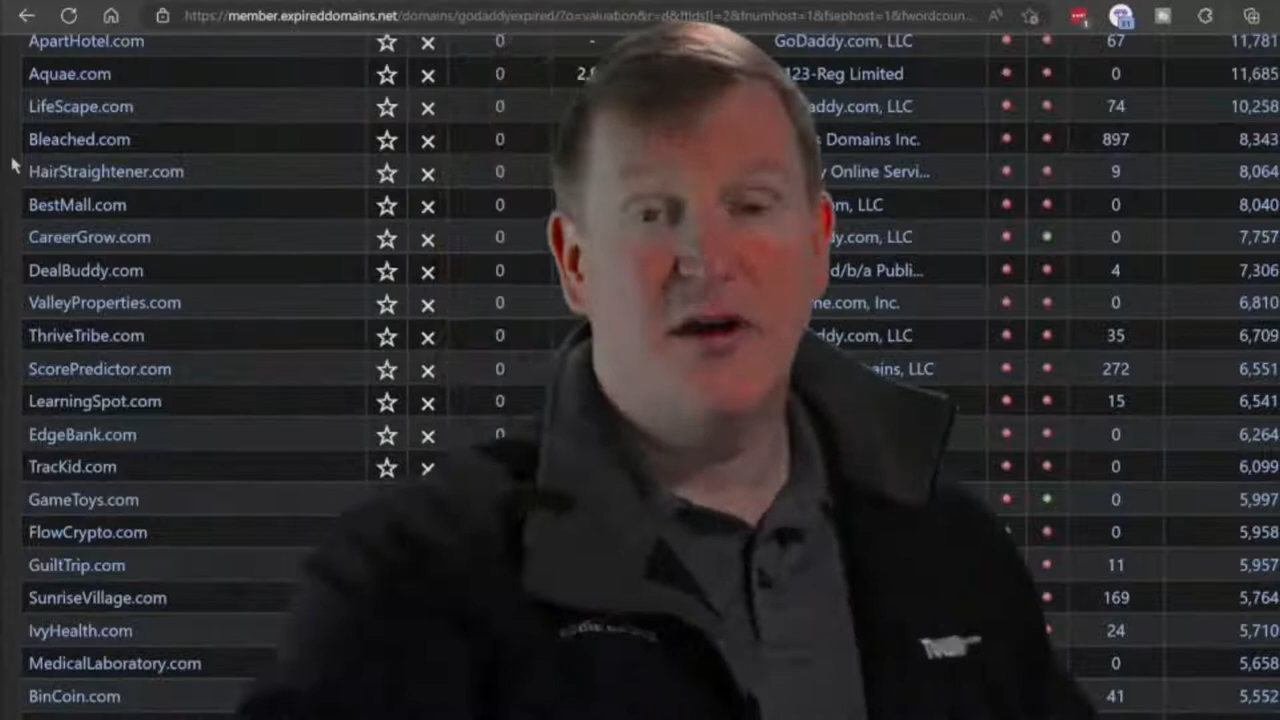 https://member.expireddomains.net/domains/godaddyexpired/?o=valuation&r=d&ftlds[]=2&fnumhost=1&fsephost=1&fwordcoun...
ApartHotel.com 0 - GoDaddy.com, LLC 67 11,781
Aquae.com 0 123-Reg Limited 0 11,685
LifeScape.com 0 addy.com, LLC 74 10,258
Bleached.com 0 s Domains Inc. 897 8,343
HairStraightener.com 0 y Online Servi... 9 8,064
BestMall.com 0 m, LLC 0 8,040
CareerGrow.com 0 dy.com, LLC 0 7,757
DealBuddy.com 0 d/b/a Publi... 4 7,306
ValleyProperties.com 0 me.com, Inc. 0 6,810
ThriveTribe.com 0 ddy.com, LLC 35 6,709
ScorePredictor.com 0 ains, LLC 272 6,551
LearningSpot.com 0 15 6,541
EdgeBank.com 0 0 6,264
TracKid.com 0 6,099
GameToys.com 0 5,997
FlowCrypto.com 0 5,958
GuiltTrip.com 11 5,957
SunriseVillage.com 169 5,764
IvyHealth.com 24 5,710
MedicalLaboratory.com 0 5,658
BinCoin.com 41 5,552